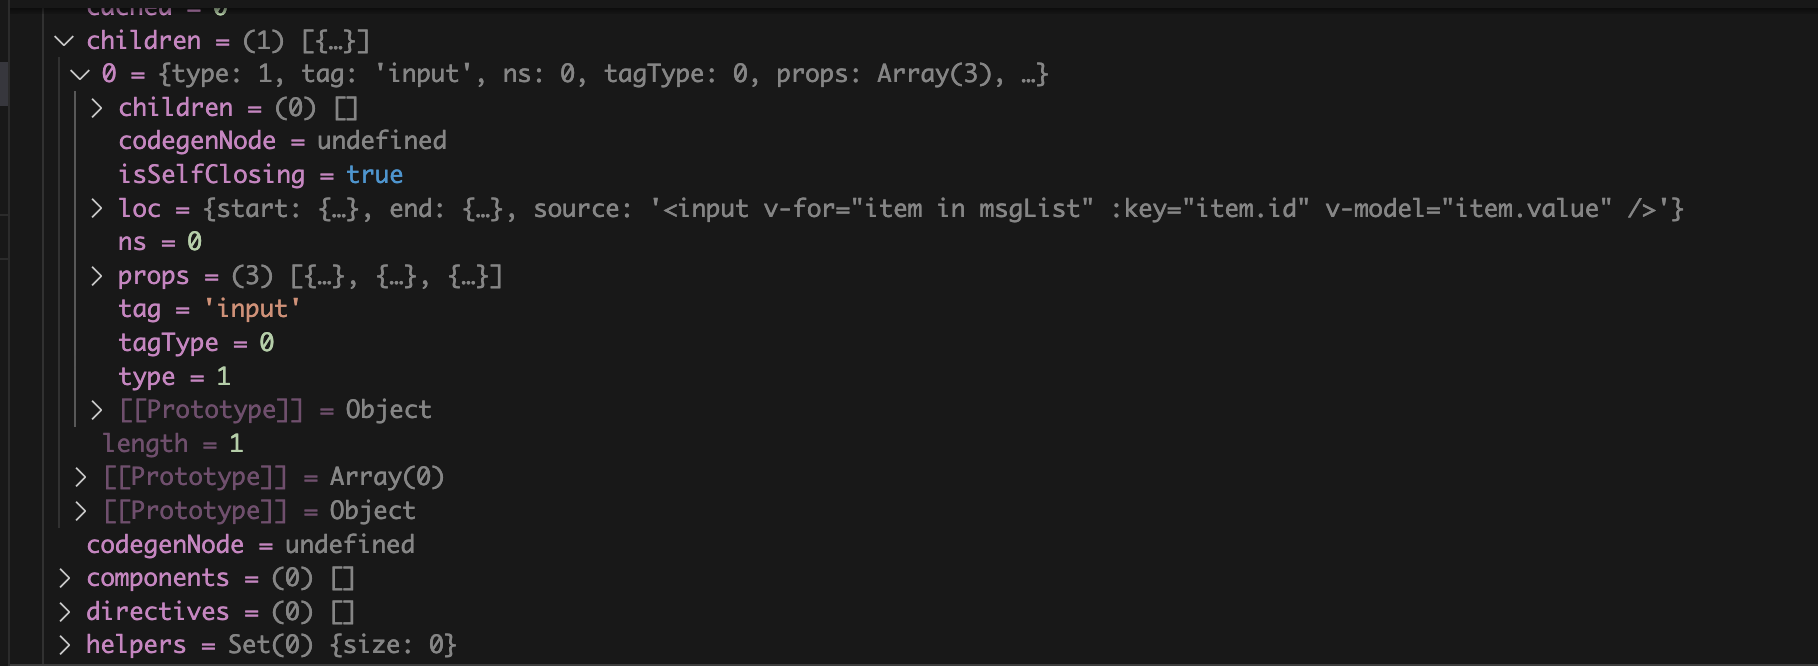 cached = 0
children = (1) [{…}]
0 = {type: 1, tag: 'input', ns: 0, tagType: 0, props: Array(3), …}
children = (0) []
codegenNode = undefined
isSelfClosing = true
loc = {start: {…}, end: {…}, source: '<input v-for="item in msgList" :key="item.id" v-model="item.value" />'}
ns = 0
props = (3) [{…}, {…}, {…}]
tag = 'input'
tagType = 0
type = 1
[[Prototype]] = Object
length = 1
[[Prototype]] = Array(0)
[[Prototype]] = Object
codegenNode = undefined
components = (0) []
directives = (0) []
helpers = Set(0) {size: 0}